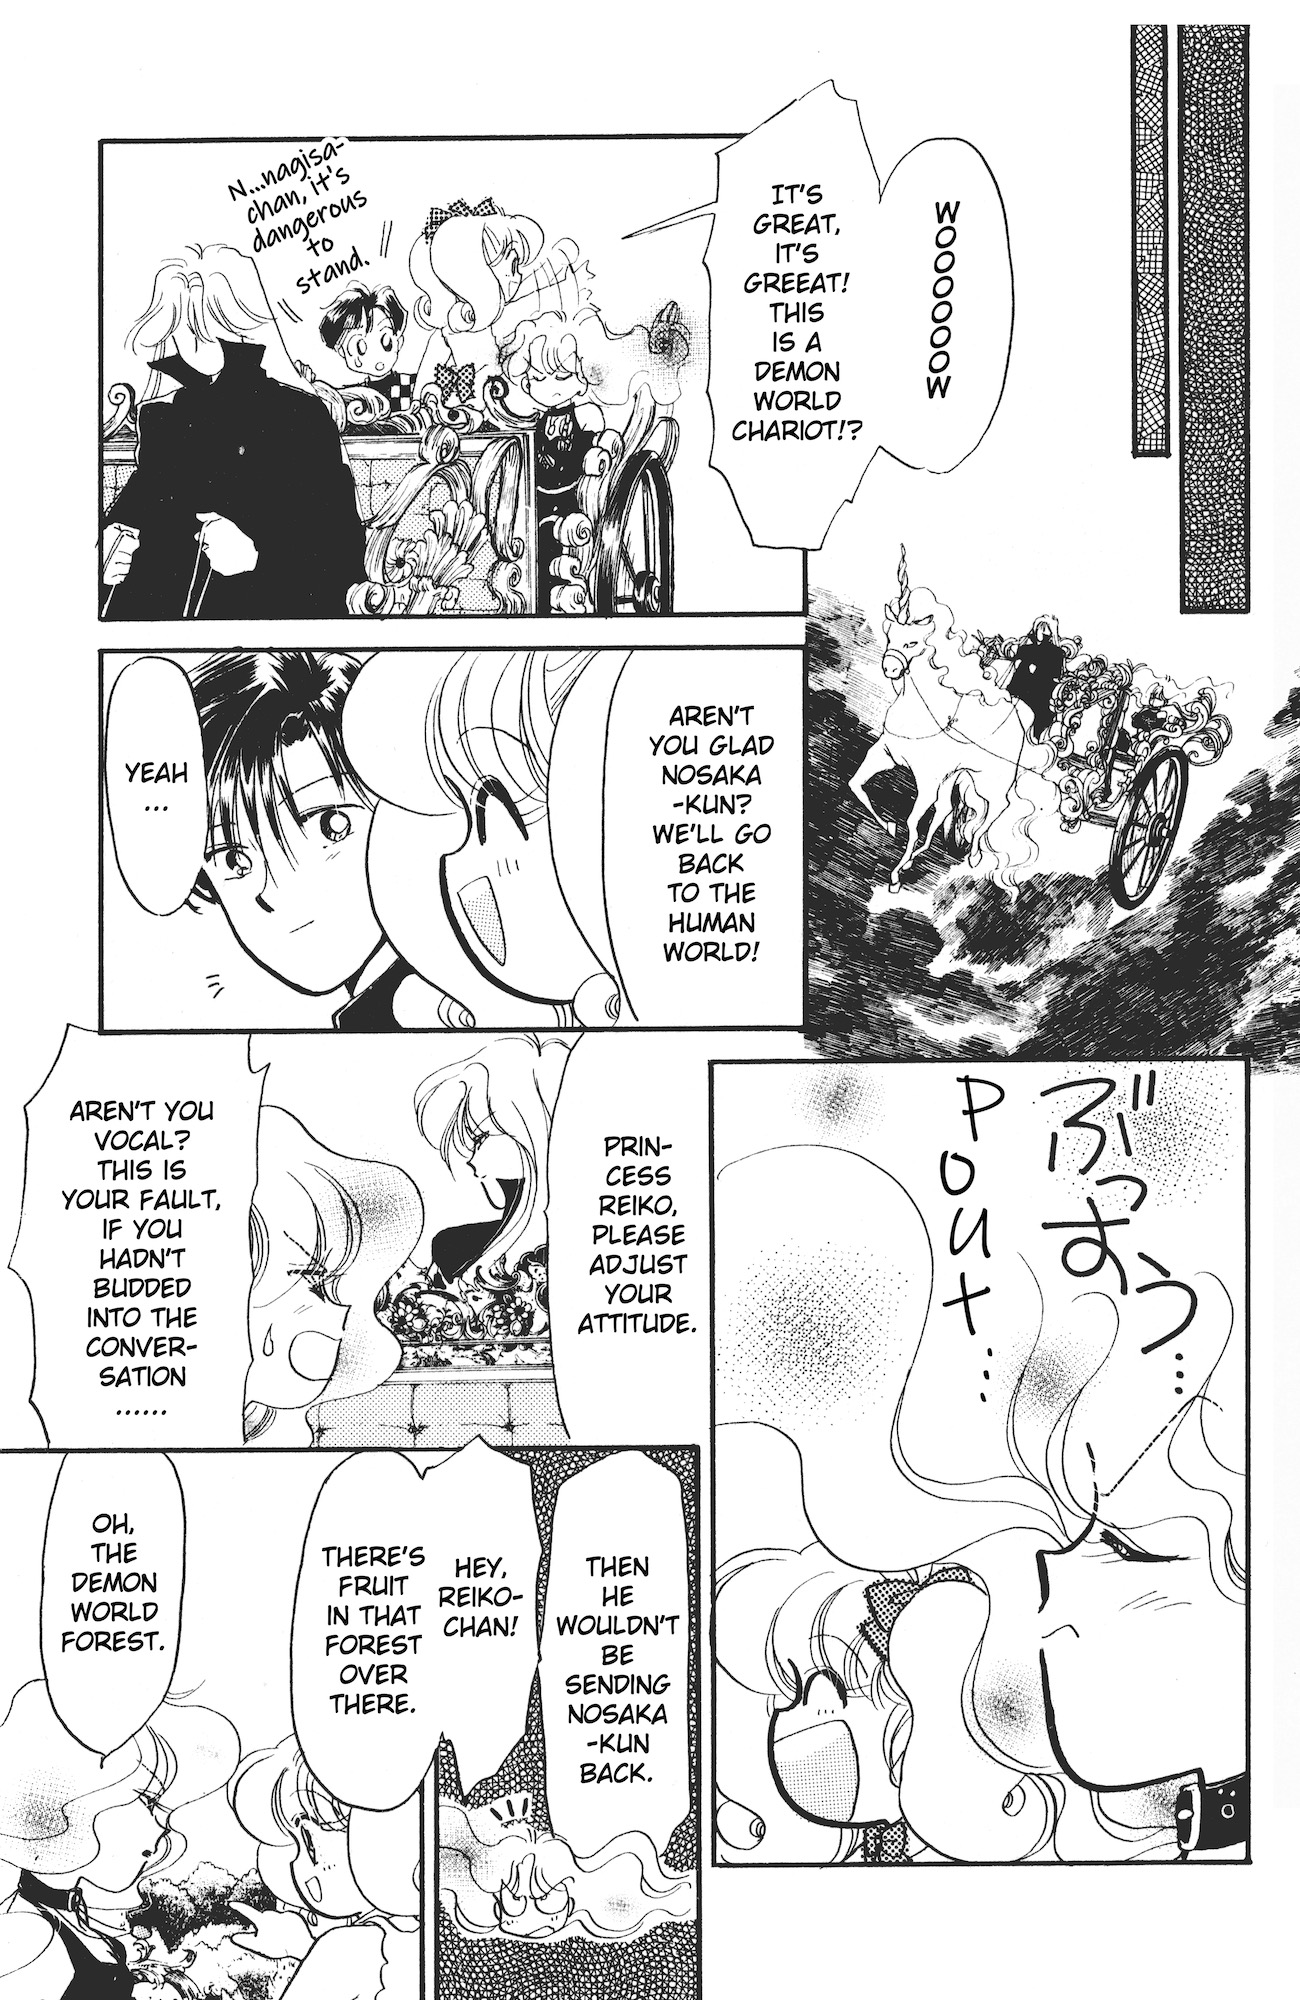 WOOOOOOW
IT'S
GREAT,
IT'S
GREEAT!
THIS
IS A
DEMON
WORLD
CHARIOT!?
N...nagisa-
chan, it's
dangerous
to
stand.
AREN'T
YOU GLAD
NOSAKA
-KUN?
WE'LL GO
BACK
TO THE
HUMAN
WORLD!
YEAH
...
ぶっすう...
POUT...
PRIN-
CESS
REIKO,
PLEASE
ADJUST
YOUR
ATTITUDE.
AREN'T YOU
VOCAL?
THIS IS
YOUR FAULT,
IF YOU
HADN'T
BUDDED
INTO THE
CONVER-
SATION
......
THEN
HE
WOULDN'T
BE
SENDING
NOSAKA
-KUN
BACK.
HEY,
REIKO-
CHAN!
THERE'S
FRUIT
IN THAT
FOREST
OVER
THERE.
OH,
THE
DEMON
WORLD
FOREST.